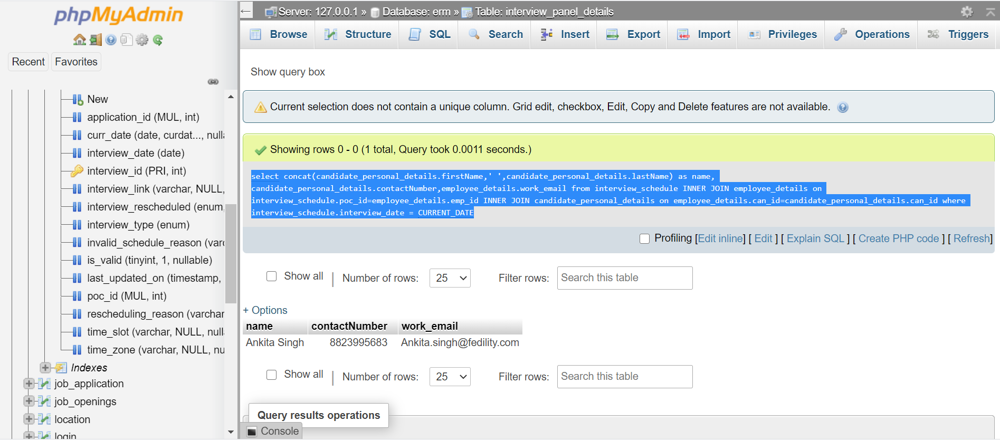 phpMyAdmin
Recent
Favorites
New
application_id (MUL, int)
curr_date (date, curdat..., nulla
interview_date (date)
interview_id (PRI, int)
interview_link (varchar, NULL,
interview_rescheduled (enum,
interview_type (enum)
invalid_schedule_reason (varc
is_valid (tinyint, 1, nullable)
last_updated_on (timestamp,
poc_id (MUL, int)
rescheduling_reason (varchar
time_slot (varchar, NULL, null
time_zone (varchar, NULL, nu
Indexes
job_application
job_openings
location
login
← Server: 127.0.0.1 » Database: erm » Table: interview_panel_details
Browse Structure SQL Search Insert Export Import Privileges Operations Triggers
Show query box
Current selection does not contain a unique column. Grid edit, checkbox, Edit, Copy and Delete features are not available.
Showing rows 0 - 0 (1 total, Query took 0.0011 seconds.)
select concat(candidate_personal_details.firstName,' ',candidate_personal_details.lastName) as name,
candidate_personal_details.contactNumber,employee_details.work_email from interview_schedule INNER JOIN employee_details on
interview_schedule.poc_id=employee_details.emp_id INNER JOIN candidate_personal_details on employee_details.can_id=candidate_personal_details.can_id where
interview_schedule.interview_date = CURRENT_DATE
Profiling [Edit inline] [ Edit ] [ Explain SQL ] [ Create PHP code ] [ Refresh]
Show all | Number of rows: 25 Filter rows: Search this table
+ Options
name contactNumber work_email
Ankita Singh 8823995683 Ankita.singh@fedility.com
Show all | Number of rows: 25 Filter rows: Search this table
Query results operations
Console